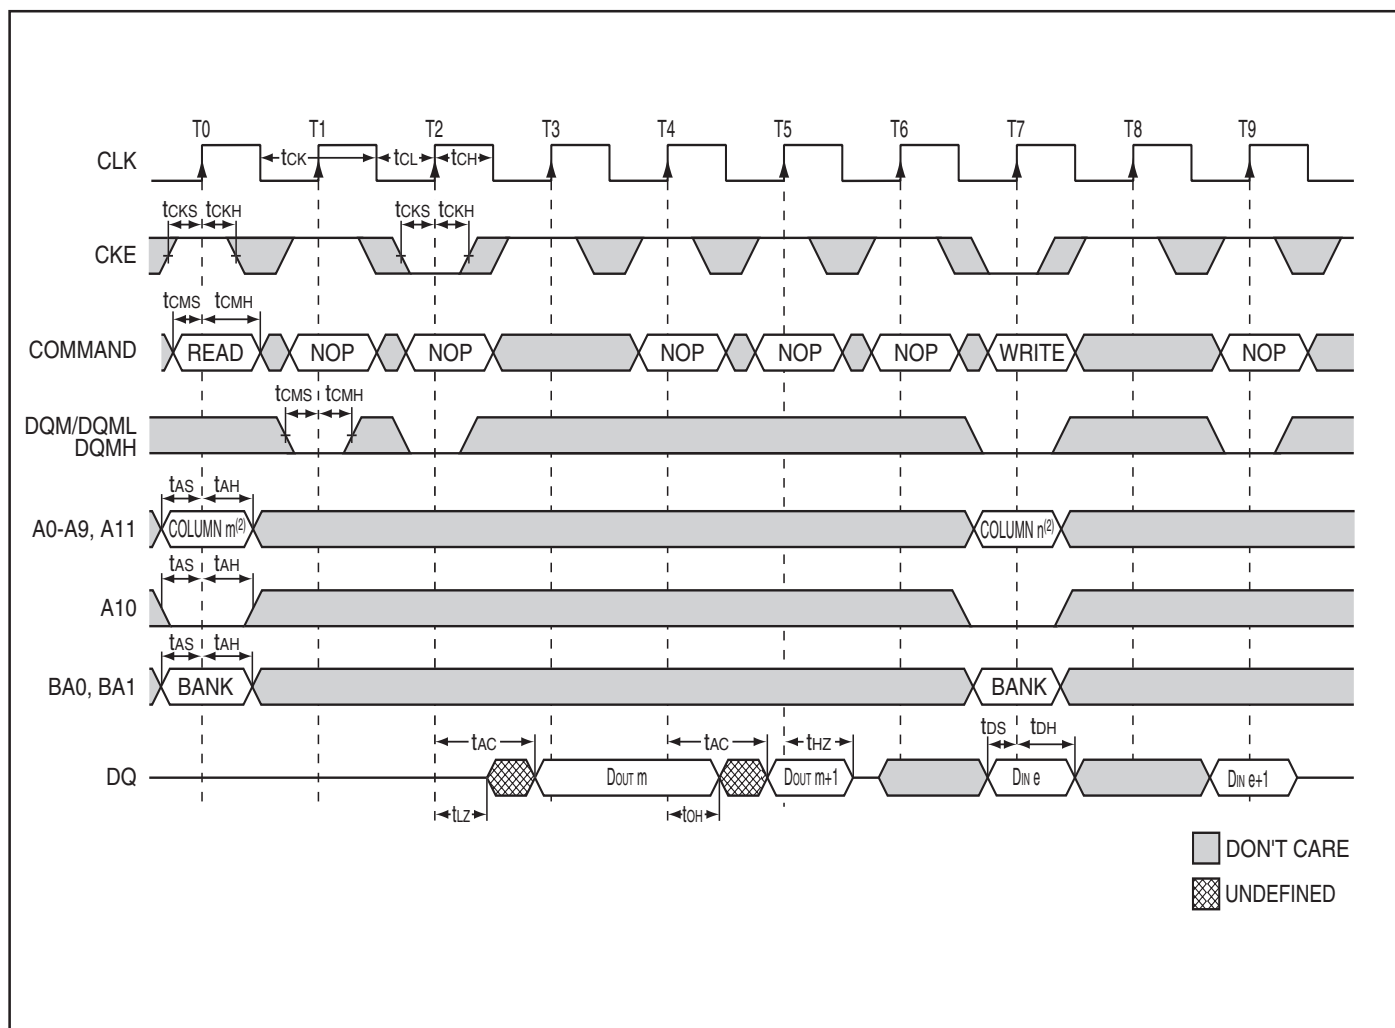 T0 T1 T2 T3 T4 T5 T6 T7 T8 T9
CLK tCK tCL tCH
tCKS tCKH tCKS tCKH
CKE
tCMS tCMH
COMMAND READ NOP NOP NOP NOP NOP WRITE NOP
tCMS tCMH
DQM/DQML
DQMH
tAS tAH
A0-A9, A11 COLUMN m(2) COLUMN n(2)
tAS tAH
A10
tAS tAH
BA0, BA1 BANK BANK
tAC tAC tHZ tDS tDH
DQ DOUT m DOUT m+1 DIN e DIN e+1
tLZ tOH
DON'T CARE
UNDEFINED